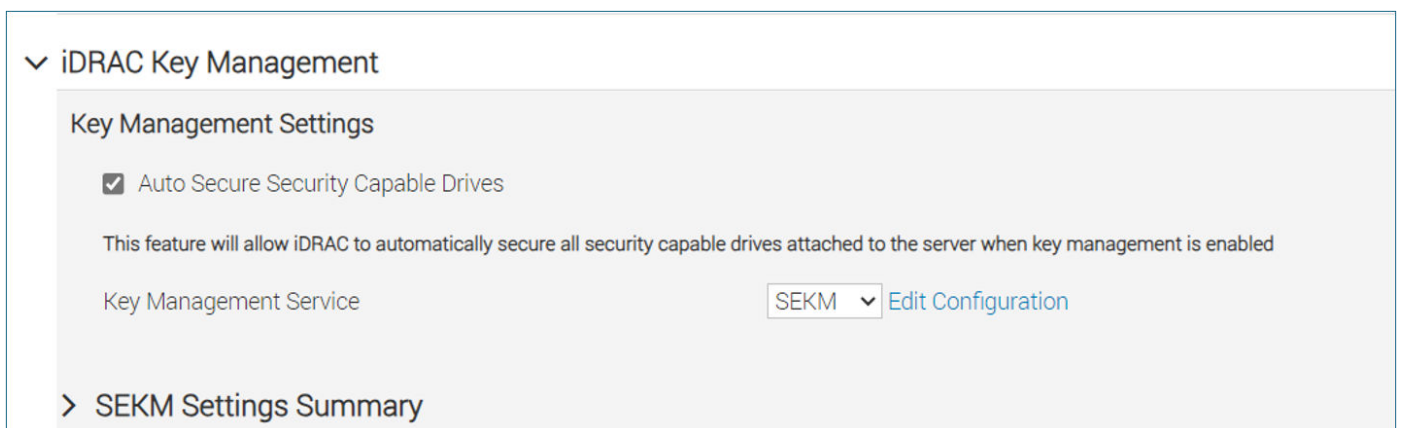 iDRAC Key Management
Key Management Settings
Auto Secure Security Capable Drives
This feature will allow iDRAC to automatically secure all security capable drives attached to the server when key management is enabled
Key Management Service SEKM Edit Configuration
SEKM Settings Summary